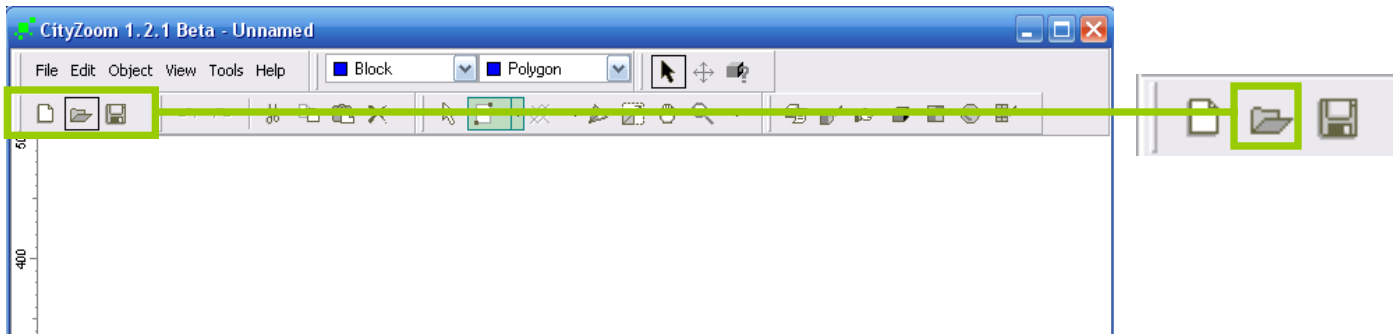 CityZoom 1.2.1 Beta - Unnamed
File Edit Object View Tools Help
Block
Polygon
400